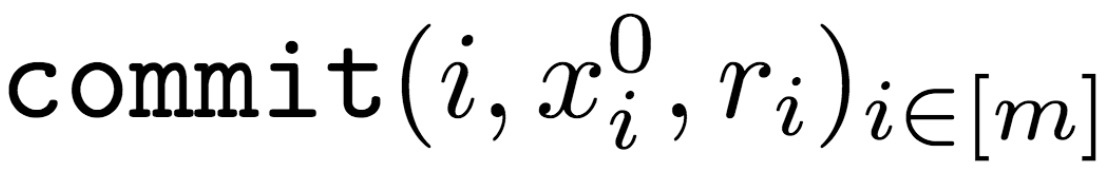 commit(i, x_i^0, r_i)_{i∈[m]}